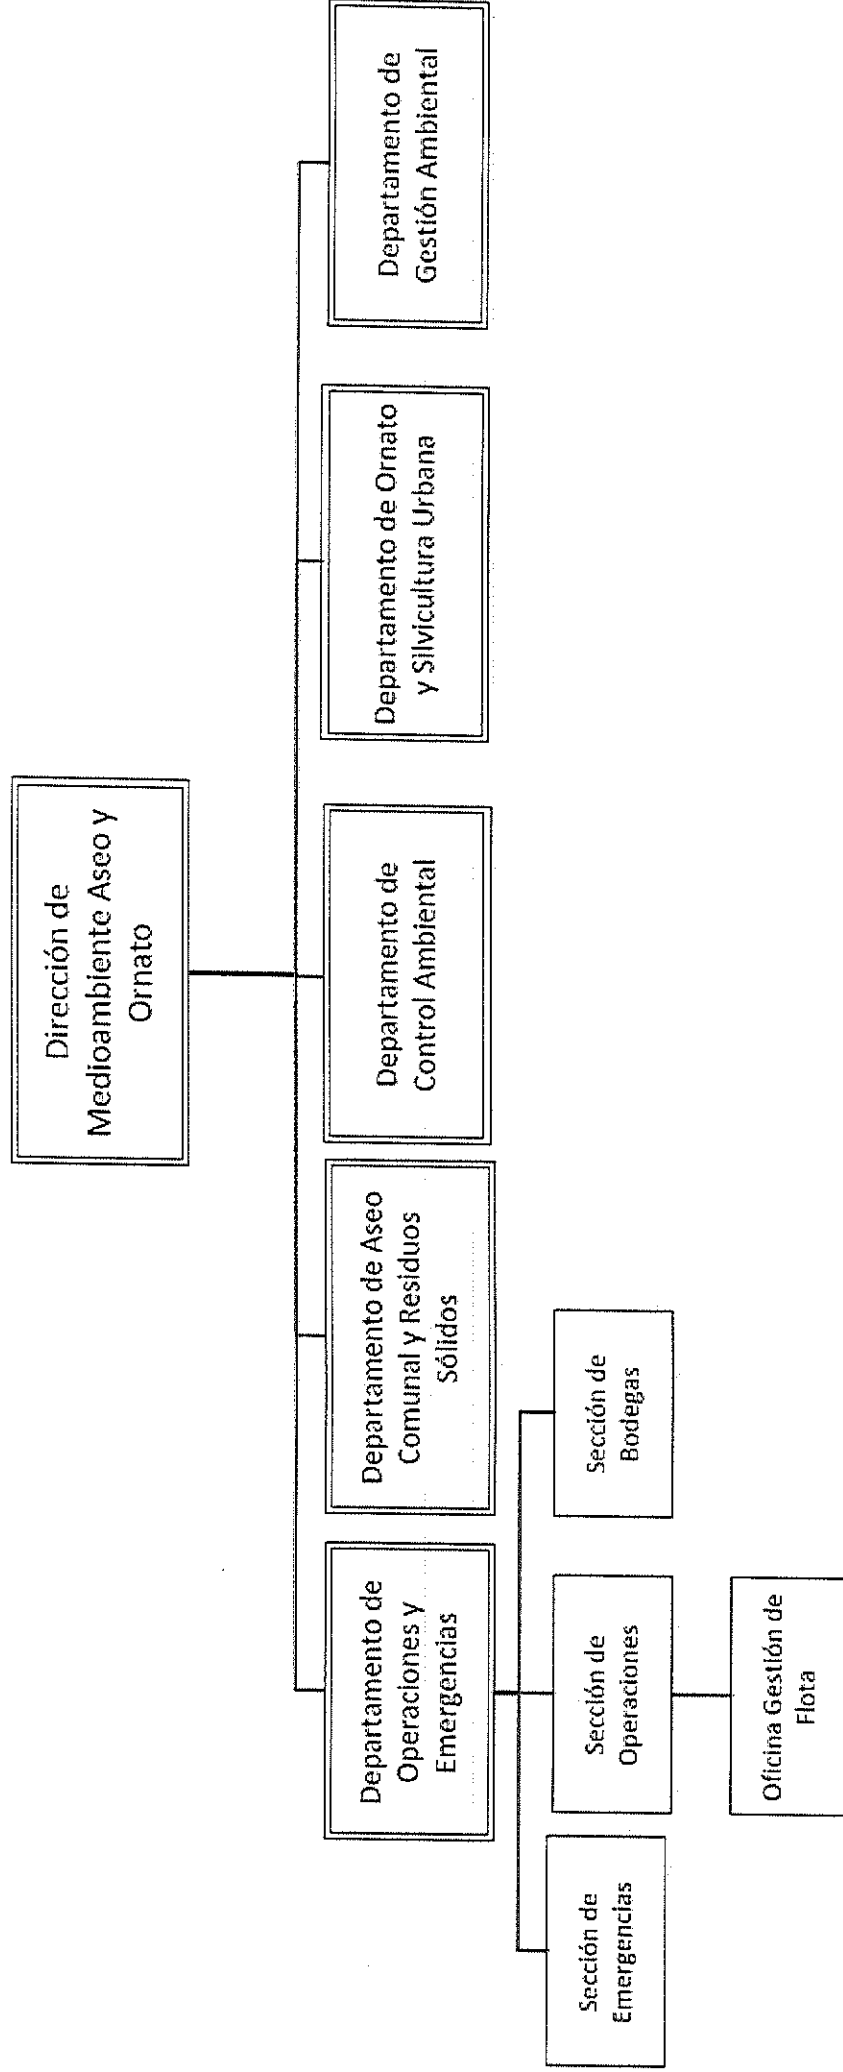 Dirección de
Medioambiente Aseo y
Ornato
Departamento de
Operaciones y
Emergencias
Departamento de Aseo
Comunal y Residuos
Sólidos
Departamento de
Control Ambiental
Departamento de Ornato
y Silvicultura Urbana
Departamento de
Gestión Ambiental
Sección de
Emergencias
Sección de
Operaciones
Sección de
Bodegas
Oficina Gestión de
Flota